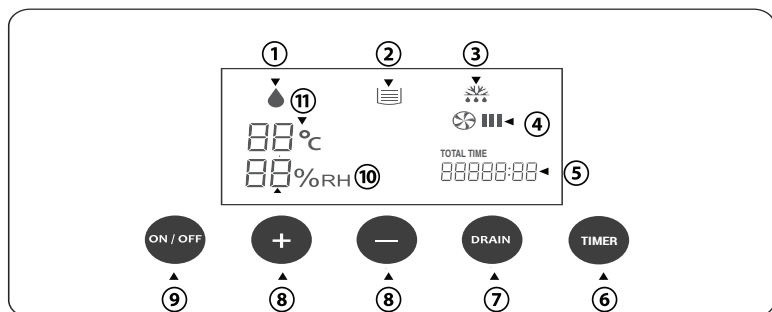 ① ② ③
⑪
88 °C
④
TOTAL TIME
88 %RH ⑩
88888:88 ⑤
ON / OFF + — DRAIN TIMER
⑨ ⑧ ⑧ ⑦ ⑥